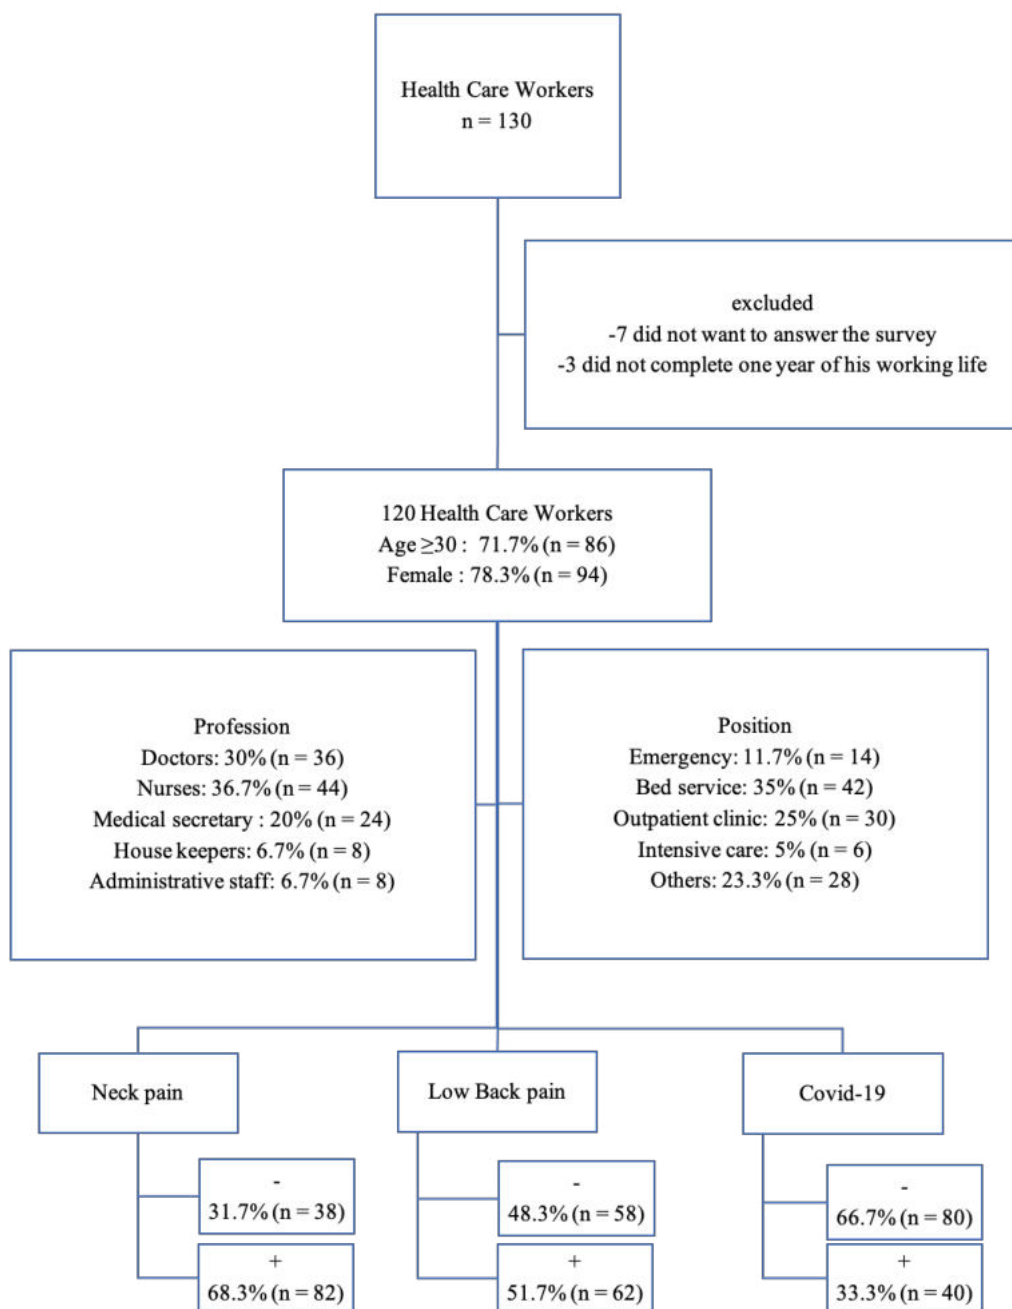 Health Care Workers
n = 130
excluded
-7 did not want to answer the survey
-3 did not complete one year of his working life
120 Health Care Workers
Age ≥30 : 71.7% (n = 86)
Female : 78.3% (n = 94)
Profession
Doctors: 30% (n = 36)
Nurses: 36.7% (n = 44)
Medical secretary : 20% (n = 24)
House keepers: 6.7% (n = 8)
Administrative staff: 6.7% (n = 8)
Position
Emergency: 11.7% (n = 14)
Bed service: 35% (n = 42)
Outpatient clinic: 25% (n = 30)
Intensive care: 5% (n = 6)
Others: 23.3% (n = 28)
Neck pain
-
31.7% (n = 38)
+
68.3% (n = 82)
Low Back pain
-
48.3% (n = 58)
+
51.7% (n = 62)
Covid-19
-
66.7% (n = 80)
+
33.3% (n = 40)